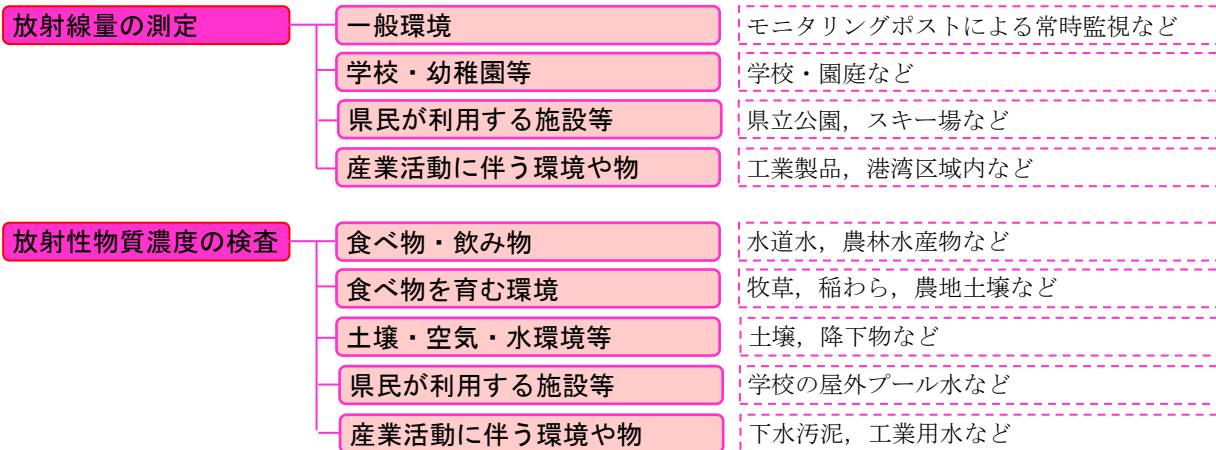 放射線量の測定
一般環境
モニタリングポストによる常時監視など
学校・幼稚園等
学校・園庭など
県民が利用する施設等
県立公園，スキー場など
産業活動に伴う環境や物
工業製品，港湾区域内など
放射性物質濃度の検査
食べ物・飲み物
水道水，農林水産物など
食べ物を育む環境
牧草，稲わら，農地土壌など
土壌・空気・水環境等
土壌，降下物など
県民が利用する施設等
学校の屋外プール水など
産業活動に伴う環境や物
下水汚泥，工業用水など